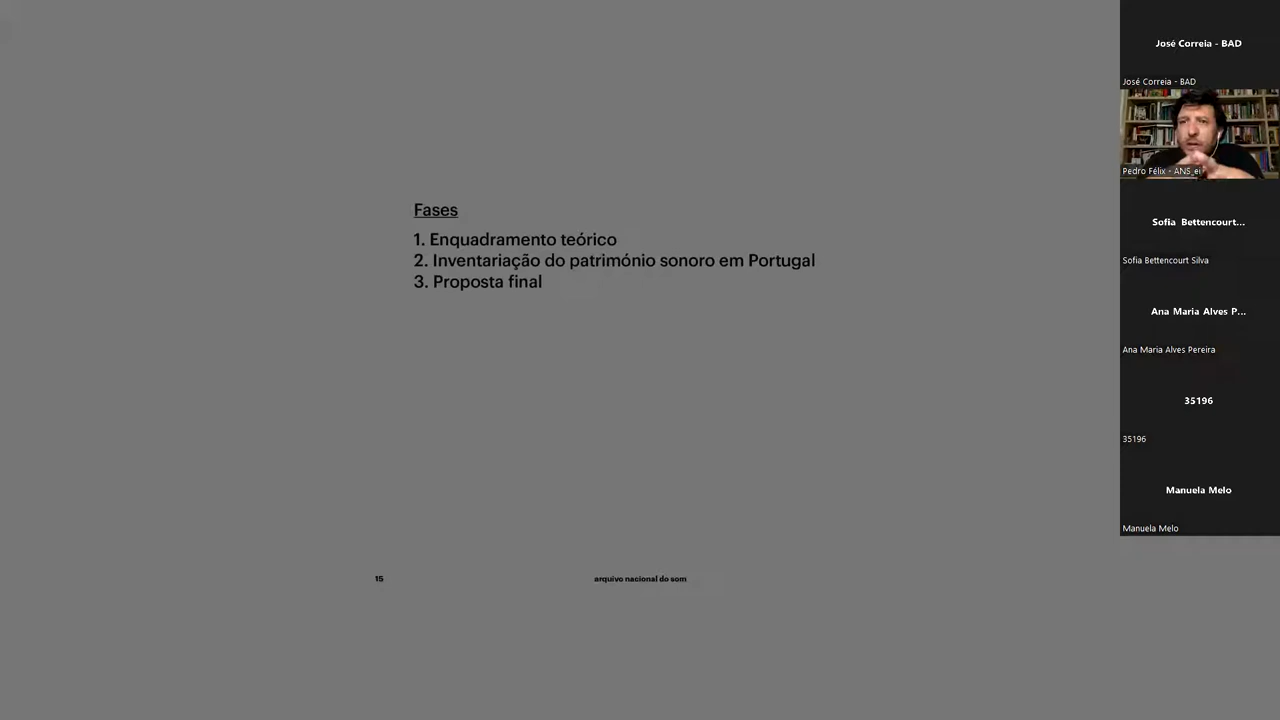 Fases
1. Enquadramento teórico
2. Inventariação do património sonoro em Portugal
3. Proposta final
15
arquivo nacional do som
José Correia - BAD
José Correia - BAD
Pedro Félix - ANS_ei
Sofia Bettencourt...
Sofia Bettencourt Silva
Ana Maria Alves P...
Ana Maria Alves Pereira
35196
35196
Manuela Melo
Manuela Melo